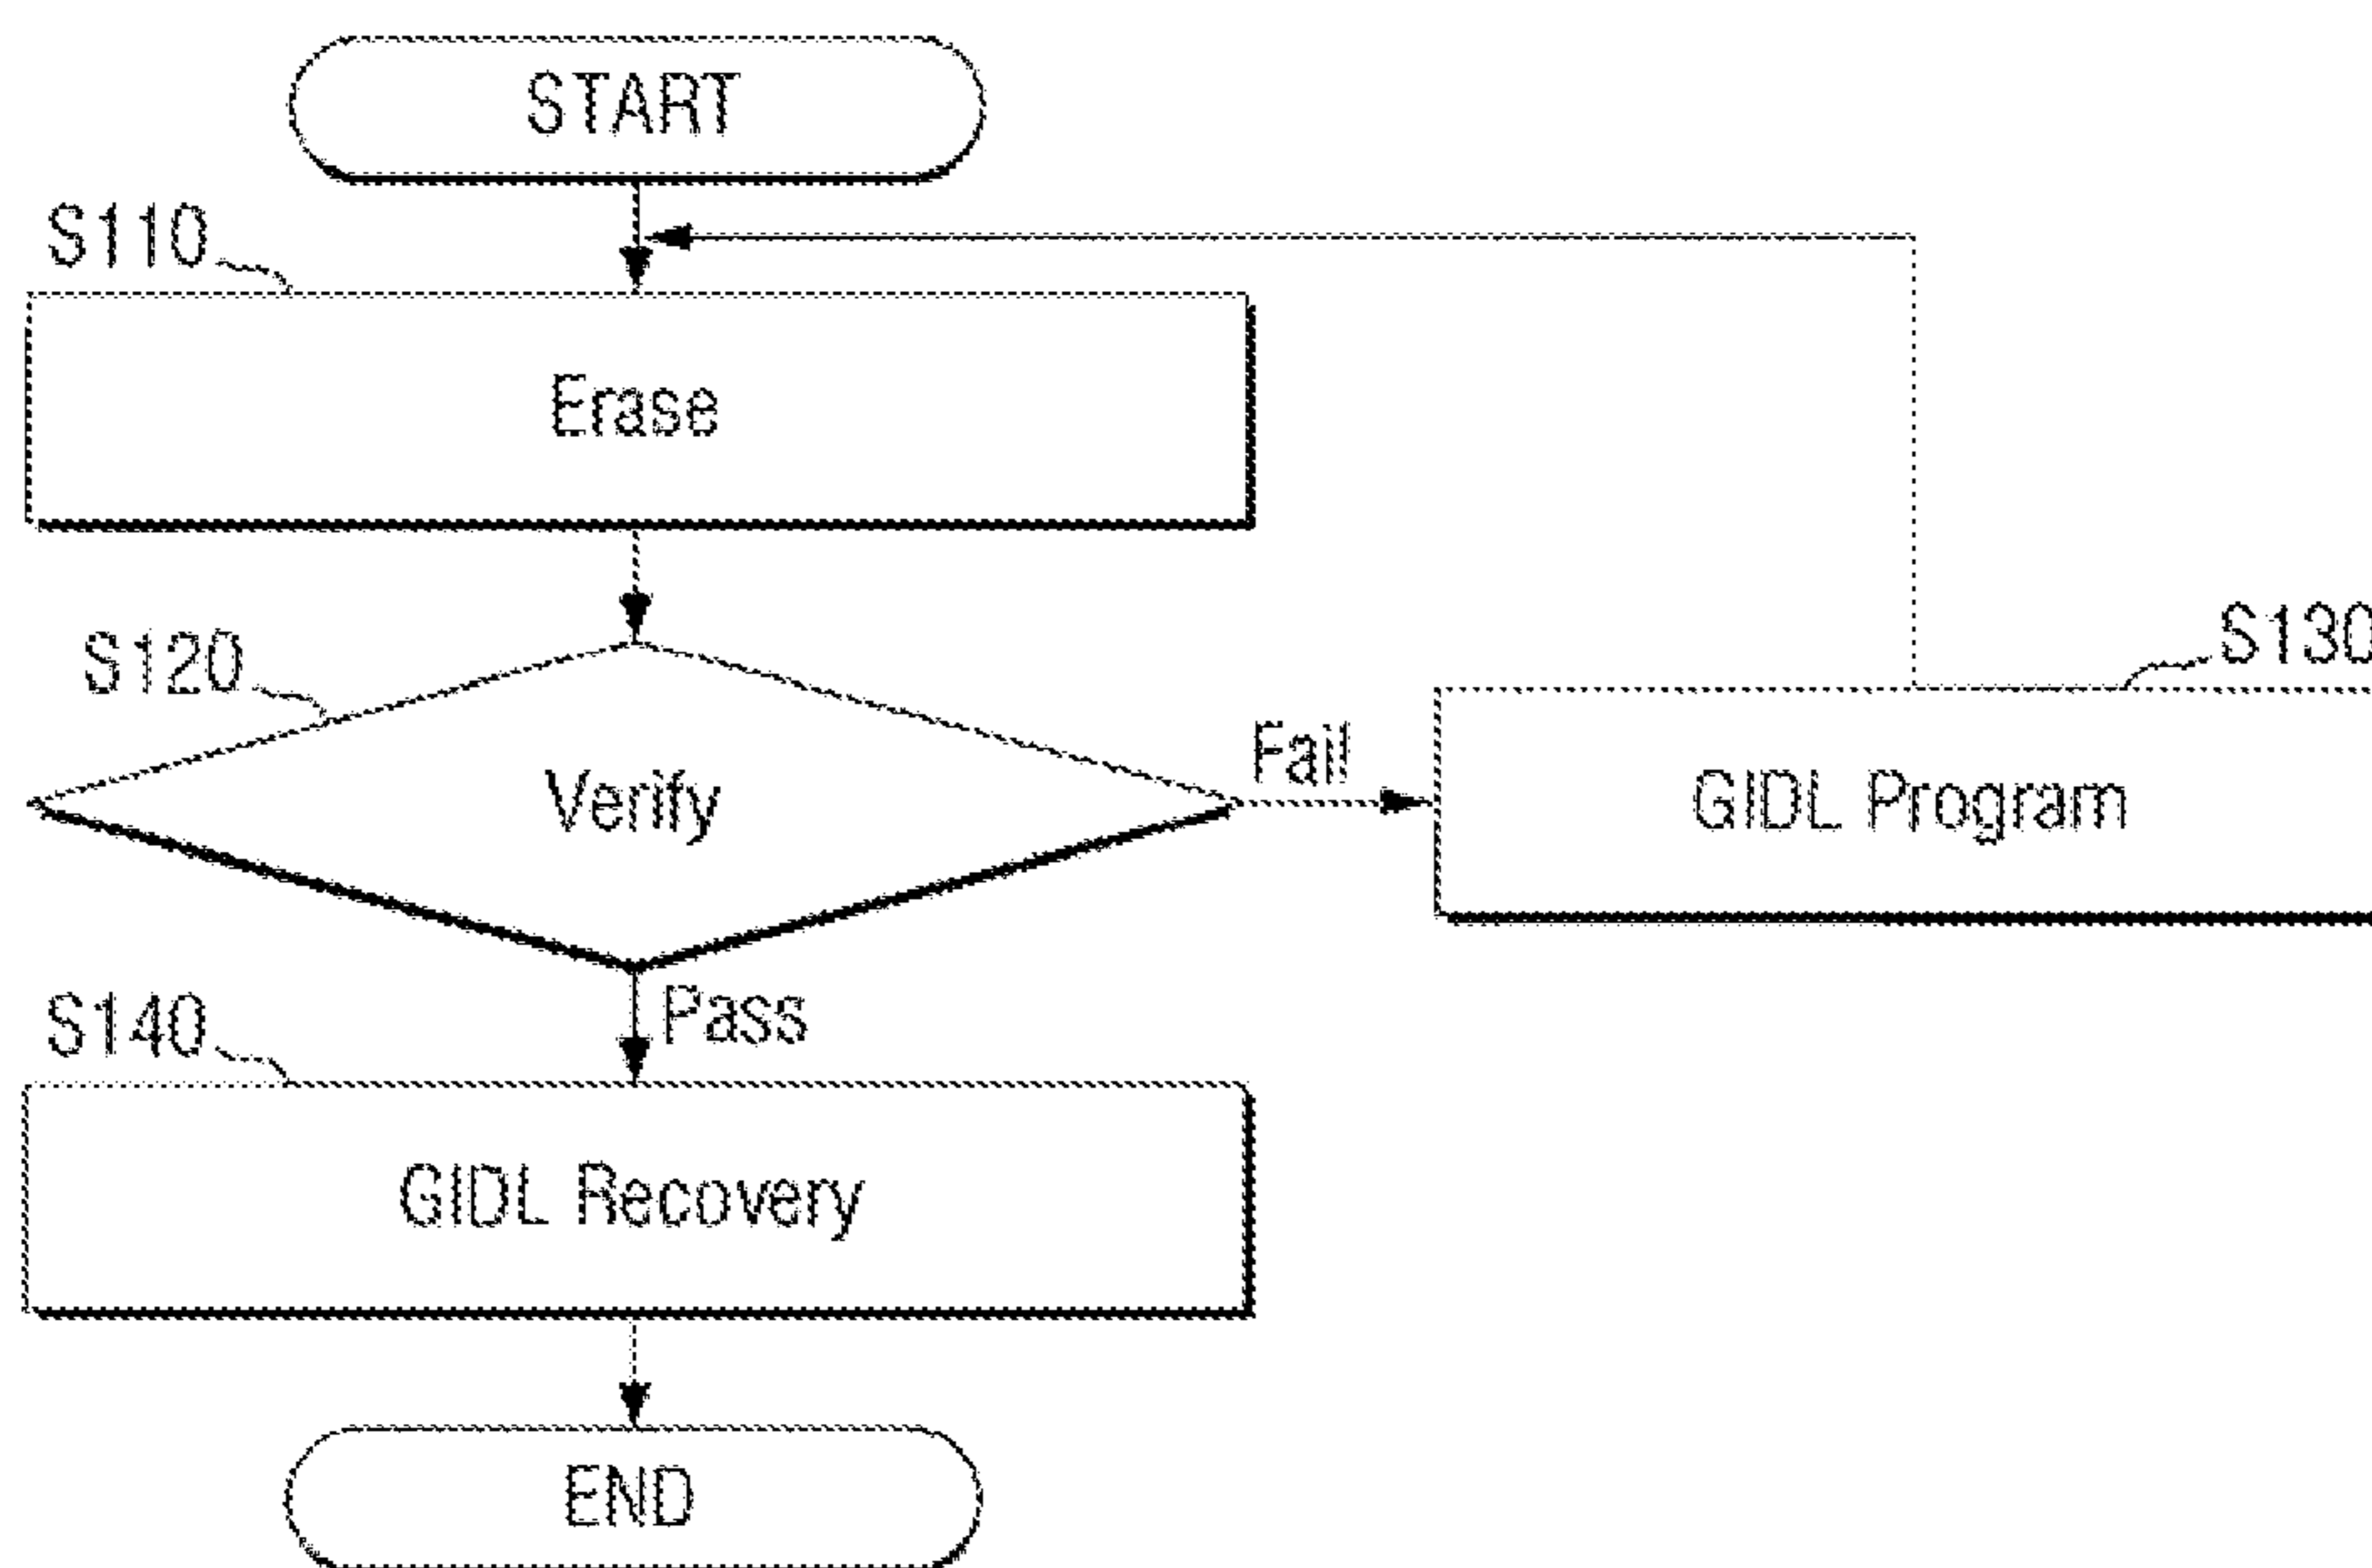 START
S110
Erase
S120
Verify
Fail
S130
GIDL Program
Pass
S140
GIDL Recovery
END